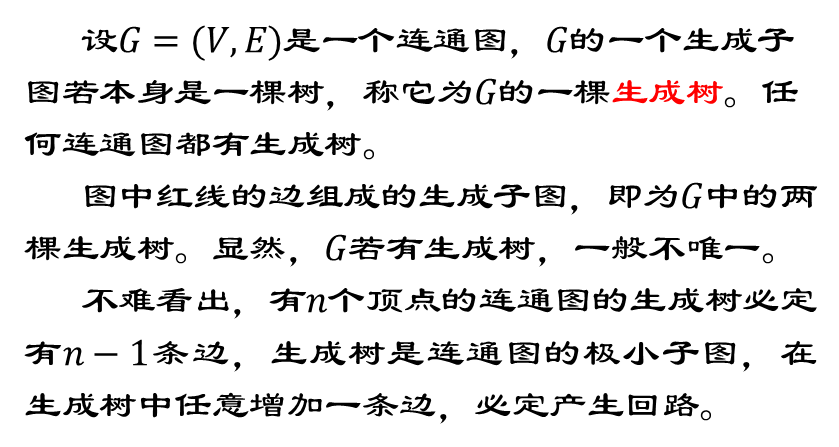 设G = (V, E)是一个连通图，G的一个生成子
图若本身是一棵树，称它为G的一棵生成树。任
何连通图都有生成树。
图中红线的边组成的生成子图，即为G中的两
棵生成树。显然，G若有生成树，一般不唯一。
不难看出，有n个顶点的连通图的生成树必定
有n − 1条边，生成树是连通图的极小子图，在
生成树中任意增加一条边，必定产生回路。